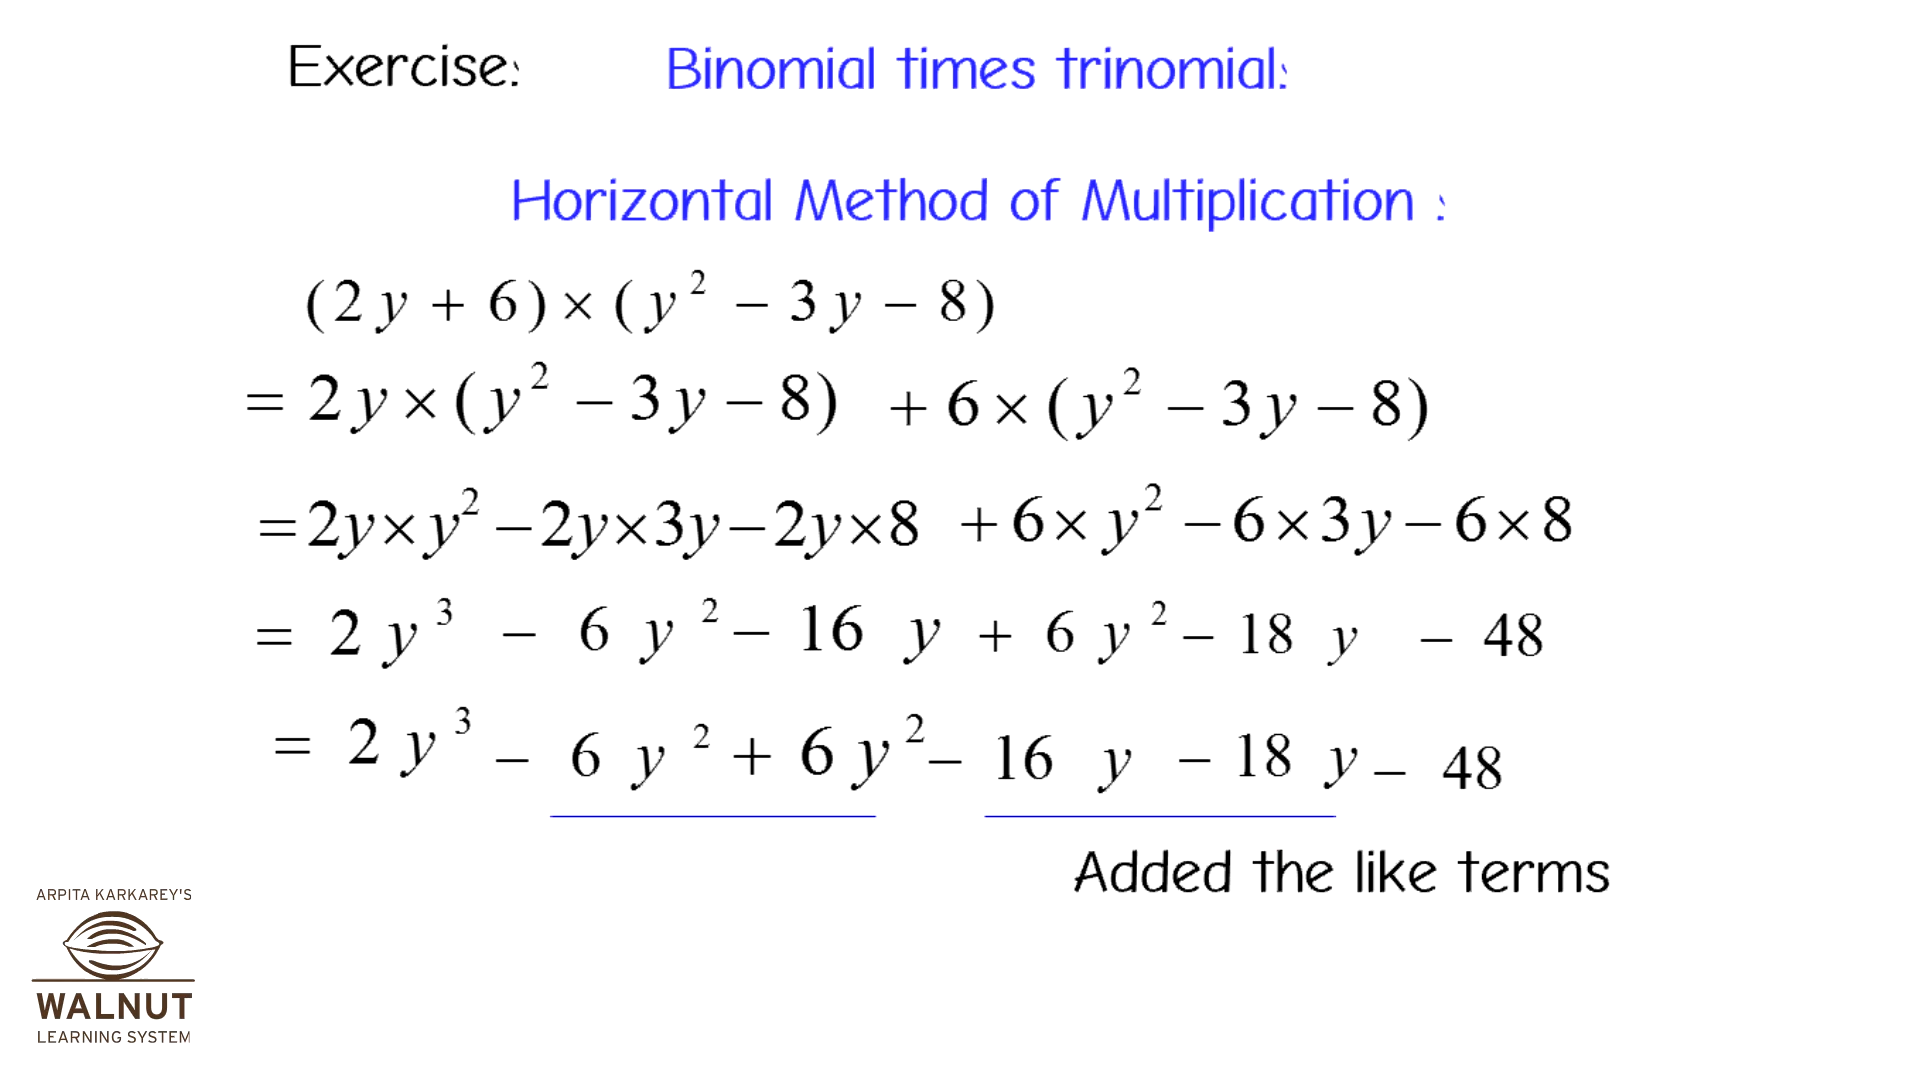 Exercise: Binomial times trinomial:
Horizontal Method of Multiplication :
(2y + 6) × (y² − 3y − 8)
= 2y × (y² − 3y − 8) + 6 × (y² − 3y − 8)
= 2y × y² − 2y × 3y − 2y × 8 + 6 × y² − 6 × 3y − 6 × 8
= 2y³ − 6y² − 16y + 6y² − 18y − 48
= 2y³ − 6y² + 6y² − 16y − 18y − 48
Added the like terms
ARPITA KARKAREY'S
WALNUT
LEARNING SYSTEM